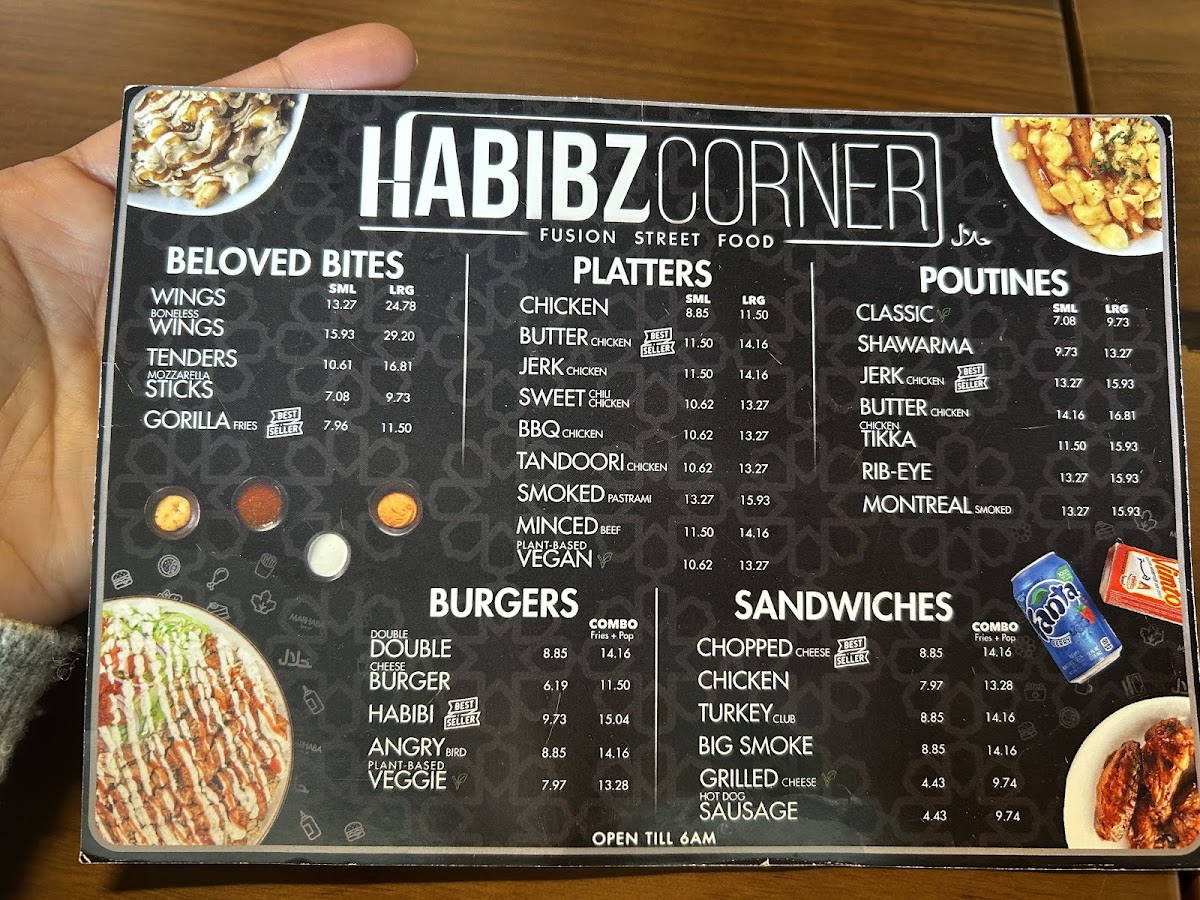 HABIBZ CORNER
FUSION STREET FOOD
حلال
BELOVED BITES
SML LRG
WINGS 13.27 24.78
BONELESS
WINGS 15.93 29.20
TENDERS 10.61 16.81
MOZZARELLA
STICKS 7.08 9.73
GORILLA FRIES BEST SELLER 7.96 11.50
PLATTERS
SML LRG
CHICKEN 8.85 11.50
BUTTER CHICKEN BEST SELLER 11.50 14.16
JERK CHICKEN 11.50 14.16
SWEET CHILI CHICKEN 10.62 13.27
BBQ CHICKEN 10.62 13.27
TANDOORI CHICKEN 10.62 13.27
SMOKED PASTRAMI 13.27 15.93
MINCED BEEF 11.50 14.16
PLANT-BASED
VEGAN 10.62 13.27
POUTINES
SML LRG
CLASSIC 7.08 9.73
SHAWARMA 9.73 13.27
JERK CHICKEN BEST SELLER 13.27 15.93
BUTTER CHICKEN 14.16 16.81
CHICKEN
TIKKA 11.50 15.93
RIB-EYE 13.27 15.93
MONTREAL SMOKED 13.27 15.93
BURGERS
COMBO
Fries + Pop
DOUBLE
DOUBLE 8.85 14.16
CHEESE
BURGER 6.19 11.50
HABIBI BEST SELLER 9.73 15.04
ANGRY BIRD 8.85 14.16
PLANT-BASED
VEGGIE 7.97 13.28
SANDWICHES
COMBO
Fries + Pop
CHOPPED CHEESE BEST SELLER 8.85 14.16
CHICKEN 7.97 13.28
TURKEY CLUB 8.85 14.16
BIG SMOKE 8.85 14.16
GRILLED CHEESE 4.43 9.74
HOT DOG
SAUSAGE 4.43 9.74
Fanta
حلال
OPEN TILL 6AM